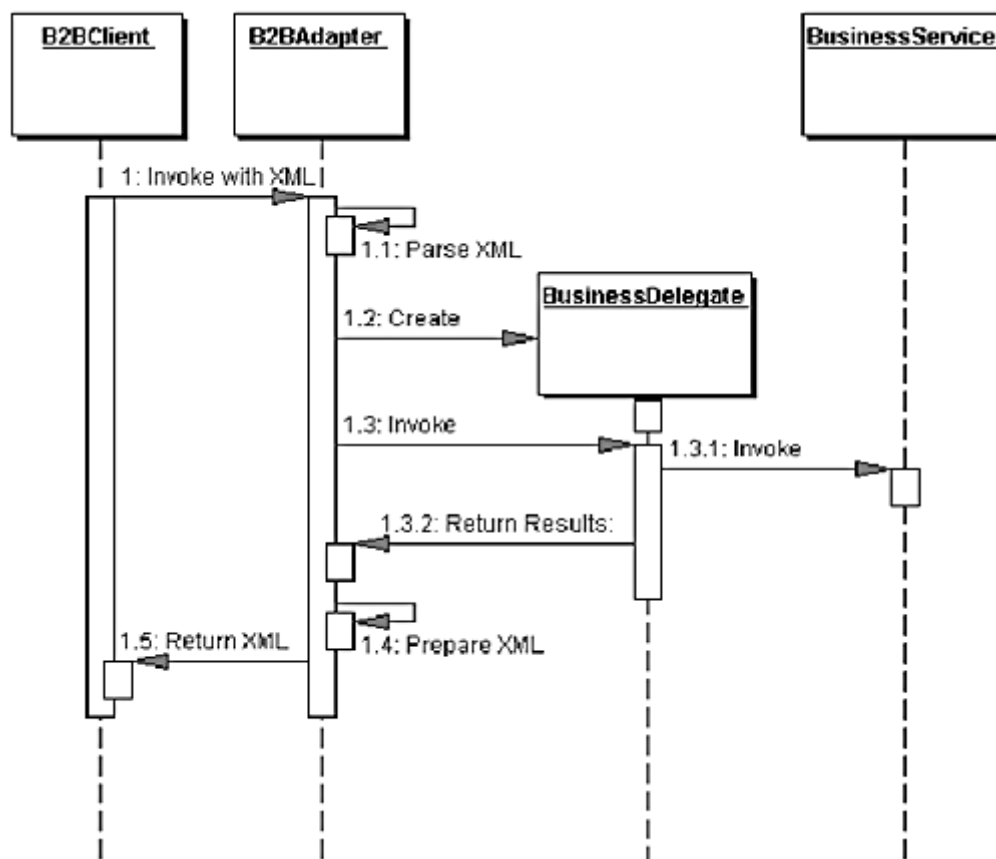 B2BClient
B2BAdapter
BusinessService
1: Invoke with XML
1.1: Parse XML
BusinessDelegate
1.2: Create
1.3: Invoke
1.3.1: Invoke
1.3.2: Return Results:
1.5: Return XML
1.4: Prepare XML